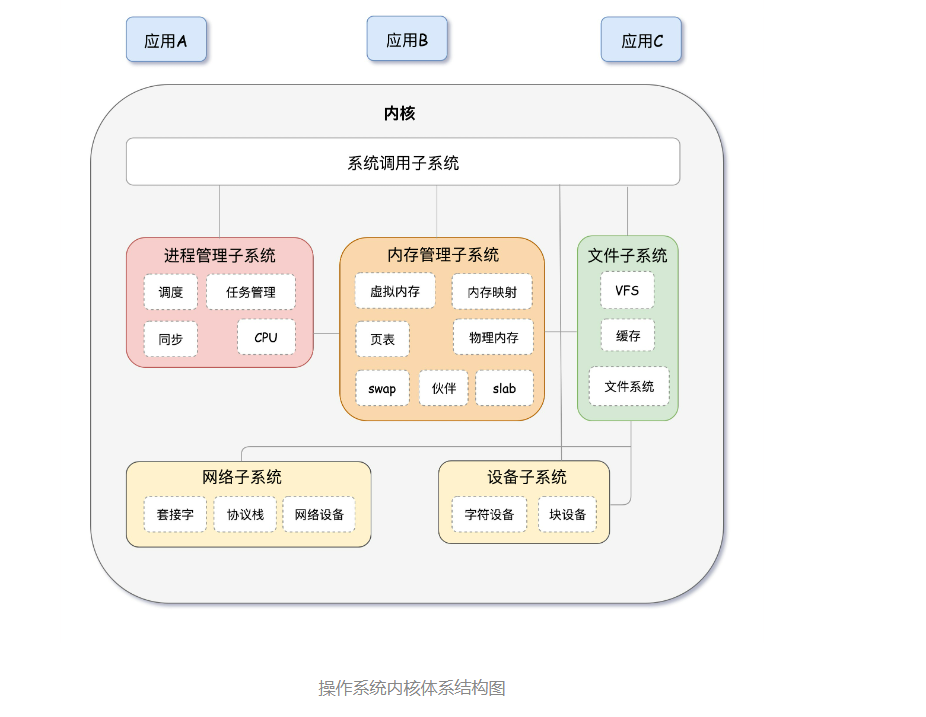 应用A
应用B
应用C
内核
系统调用子系统
进程管理子系统
调度
任务管理
同步
CPU
内存管理子系统
虚拟内存
内存映射
页表
物理内存
swap
伙伴
slab
文件子系统
VFS
缓存
文件系统
网络子系统
套接字
协议栈
网络设备
设备子系统
字符设备
块设备
操作系统内核体系结构图